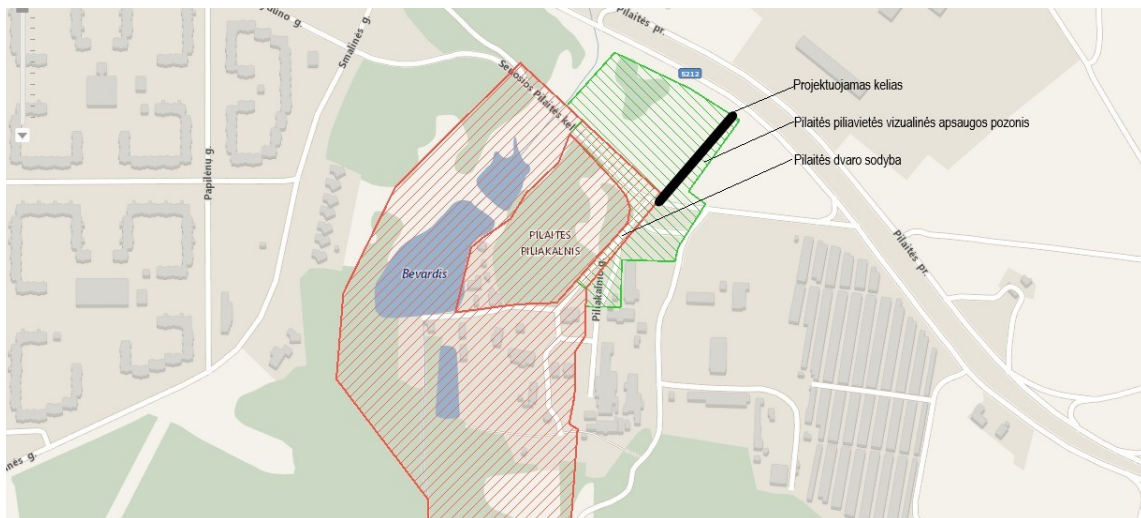 Smalinės g.
Pilaitės pr.
Senosios Pilaitės kel.
5212
Projektuojamas kelias
Pilaitės piliavietės vizualinės apsaugos pozonis
Pilaitės dvaro sodyba
Papilėnų g.
PILAITĖS
PILIAKALNIS
Bevardis
Piliakalnio g.
Pilaitės pr.